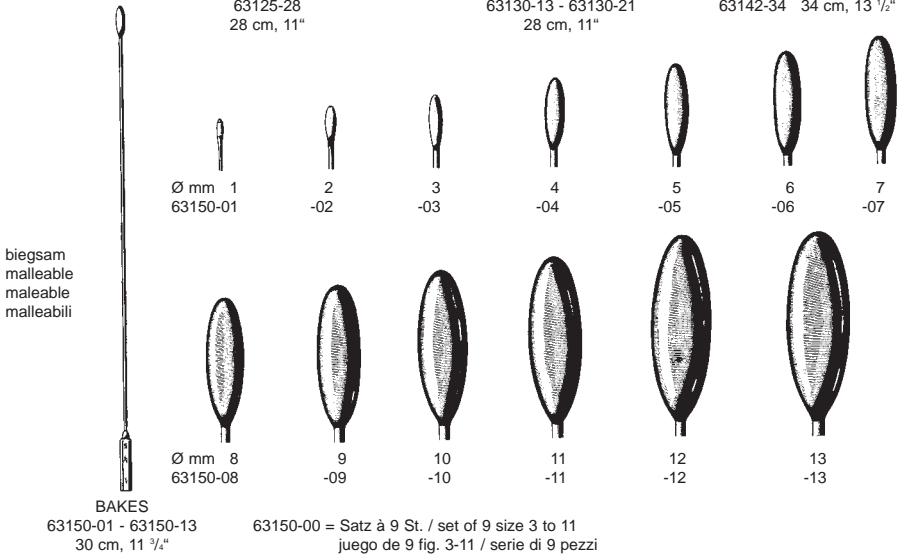 63125-28
28 cm, 11“
63130-13 - 63130-21
28 cm, 11“
63142-34 34 cm, 13 1/2“
Ø mm 1 2 3 4 5 6 7
63150-01 -02 -03 -04 -05 -06 -07
biegsam
malleable
maleable
malleabili
Ø mm 8 9 10 11 12 13
63150-08 -09 -10 -11 -12 -13
BAKES
63150-01 - 63150-13
30 cm, 11 3/4“
63150-00 = Satz à 9 St. / set of 9 size 3 to 11
juego de 9 fig. 3-11 / serie di 9 pezzi